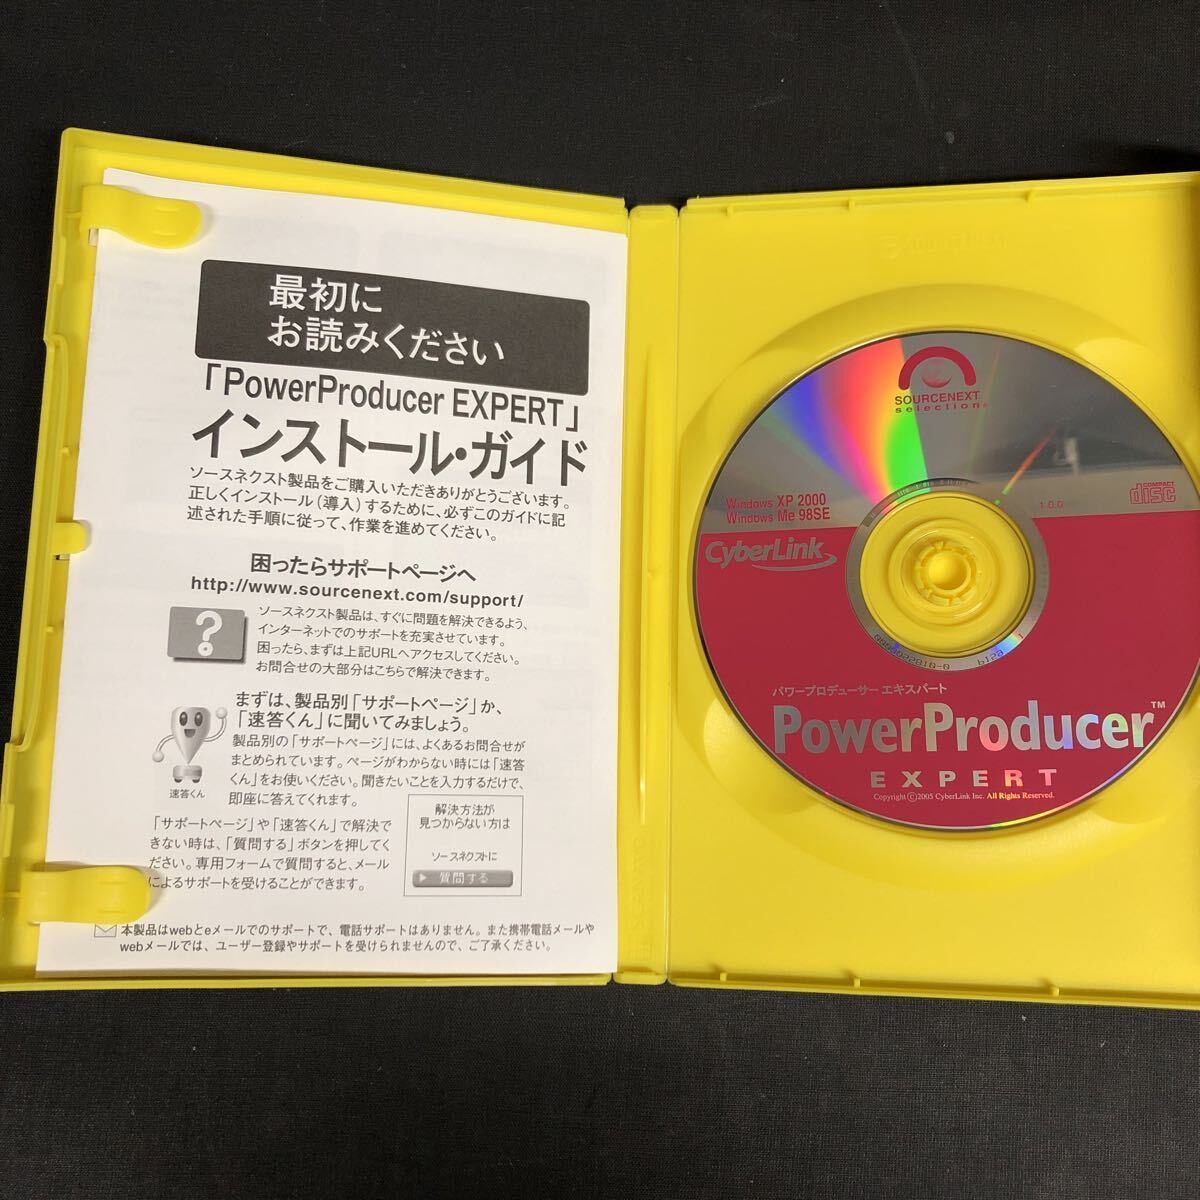 最初に
お読みください
「PowerProducer EXPERT」
インストール・ガイド
ソースネクスト製品をご購入いただきありがとうございます。
正しくインストール(導入)するために、必ずこのガイドに記
述された手順に従って、作業を進めてください。
困ったらサポートページへ
http://www.sourcenext.com/support/
?
ソースネクスト製品は、すぐに問題を解決できるよう、
インターネットでのサポートを充実させています。
困ったら、まずは上記URLへアクセスしてください。
お問合せの大部分はこちらで解決できます。
まずは、製品別「サポートページ」か、
「速答くん」に聞いてみましょう。
製品別の「サポートページ」には、よくあるお問合せが
まとめられています。ページがわからない時には「速答
くん」をお使いください。聞きたいことを入力するだけで、
即座に答えてくれます。
速答くん
「サポートページ」や「速答くん」で解決で
きない時は、「質問する」ボタンを押してく
ださい。専用フォームで質問すると、メール
によるサポートを受けることができます。
解決方法が
見つからない方は
ソースネクストに
質問する
本製品はwebとeメールでのサポートで、電話サポートはありません。また携帯電話メールや
webメールでは、ユーザー登録やサポートを受けられませんので、ご了承ください。
SOURCENEXT
selection®
Windows XP 2000
Windows Me 98SE
COMPACT
disc
1.0.0
CyberLink
パワープロデューサー エキスパート
PowerProducer™
EXPERT
Copyright ©2005 CyberLink Inc. All Rights Reserved.